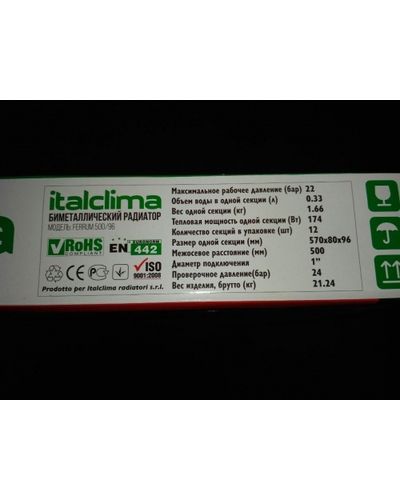 italclima
БИМЕТАЛЛИЧЕСКИЙ РАДИАТОР
МОДЕЛЬ: FERRUM 500/96
RoHS
COMPLIANT
EN 442
ISO
9001:2008
Prodotto per Italclima radiatori s.r.l.
Максимальное рабочее давление (бар) 22
Объем воды в одной секции (л) 0.33
Вес одной секции (кг) 1.66
Тепловая мощность одной секции (Вт) 174
Количество секций в упаковке (шт) 12
Размер одной секции (мм) 570х80х96
Межосевое расстояние (мм) 500
Диаметр подключения 1"
Проверочное давление(бар) 24
Вес изделия, брутто (кг) 21.24